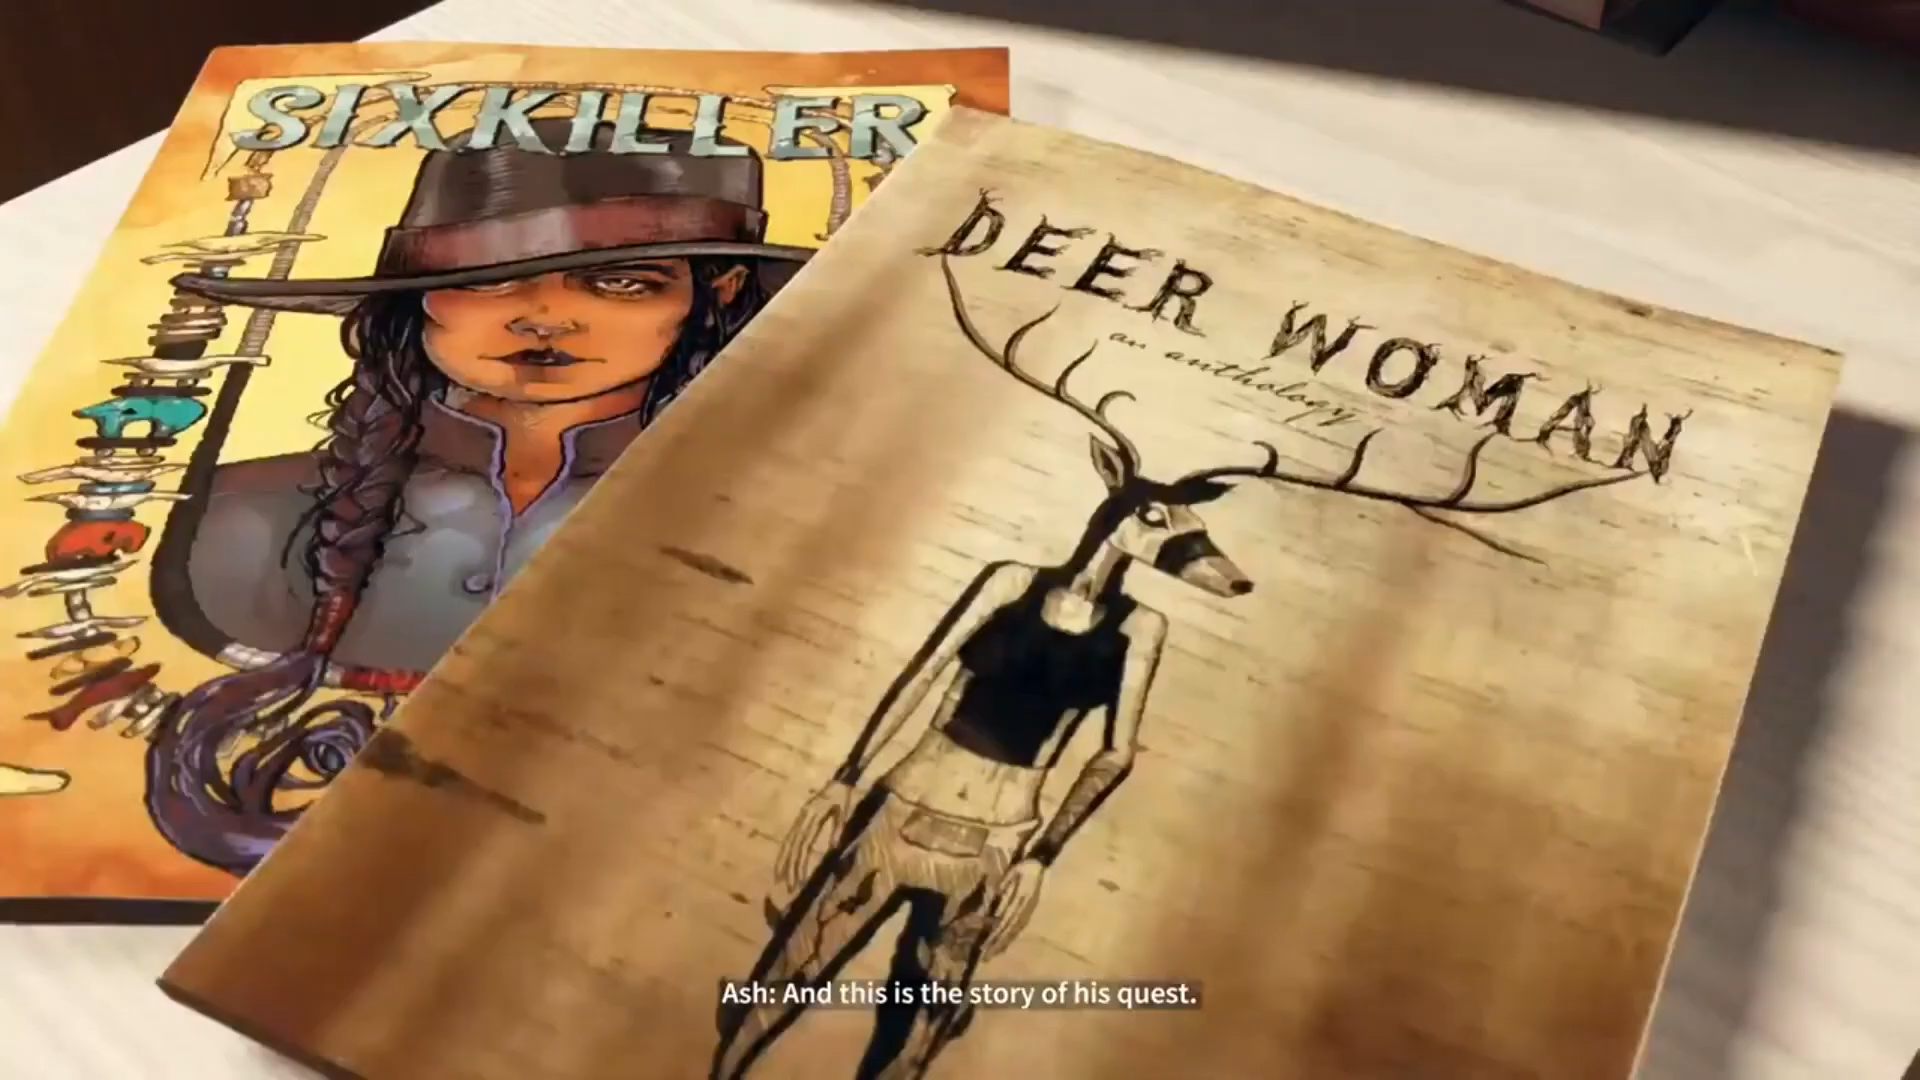 SIXKILLER
DEER WOMAN
an anthology
Ash: And this is the story of his quest.